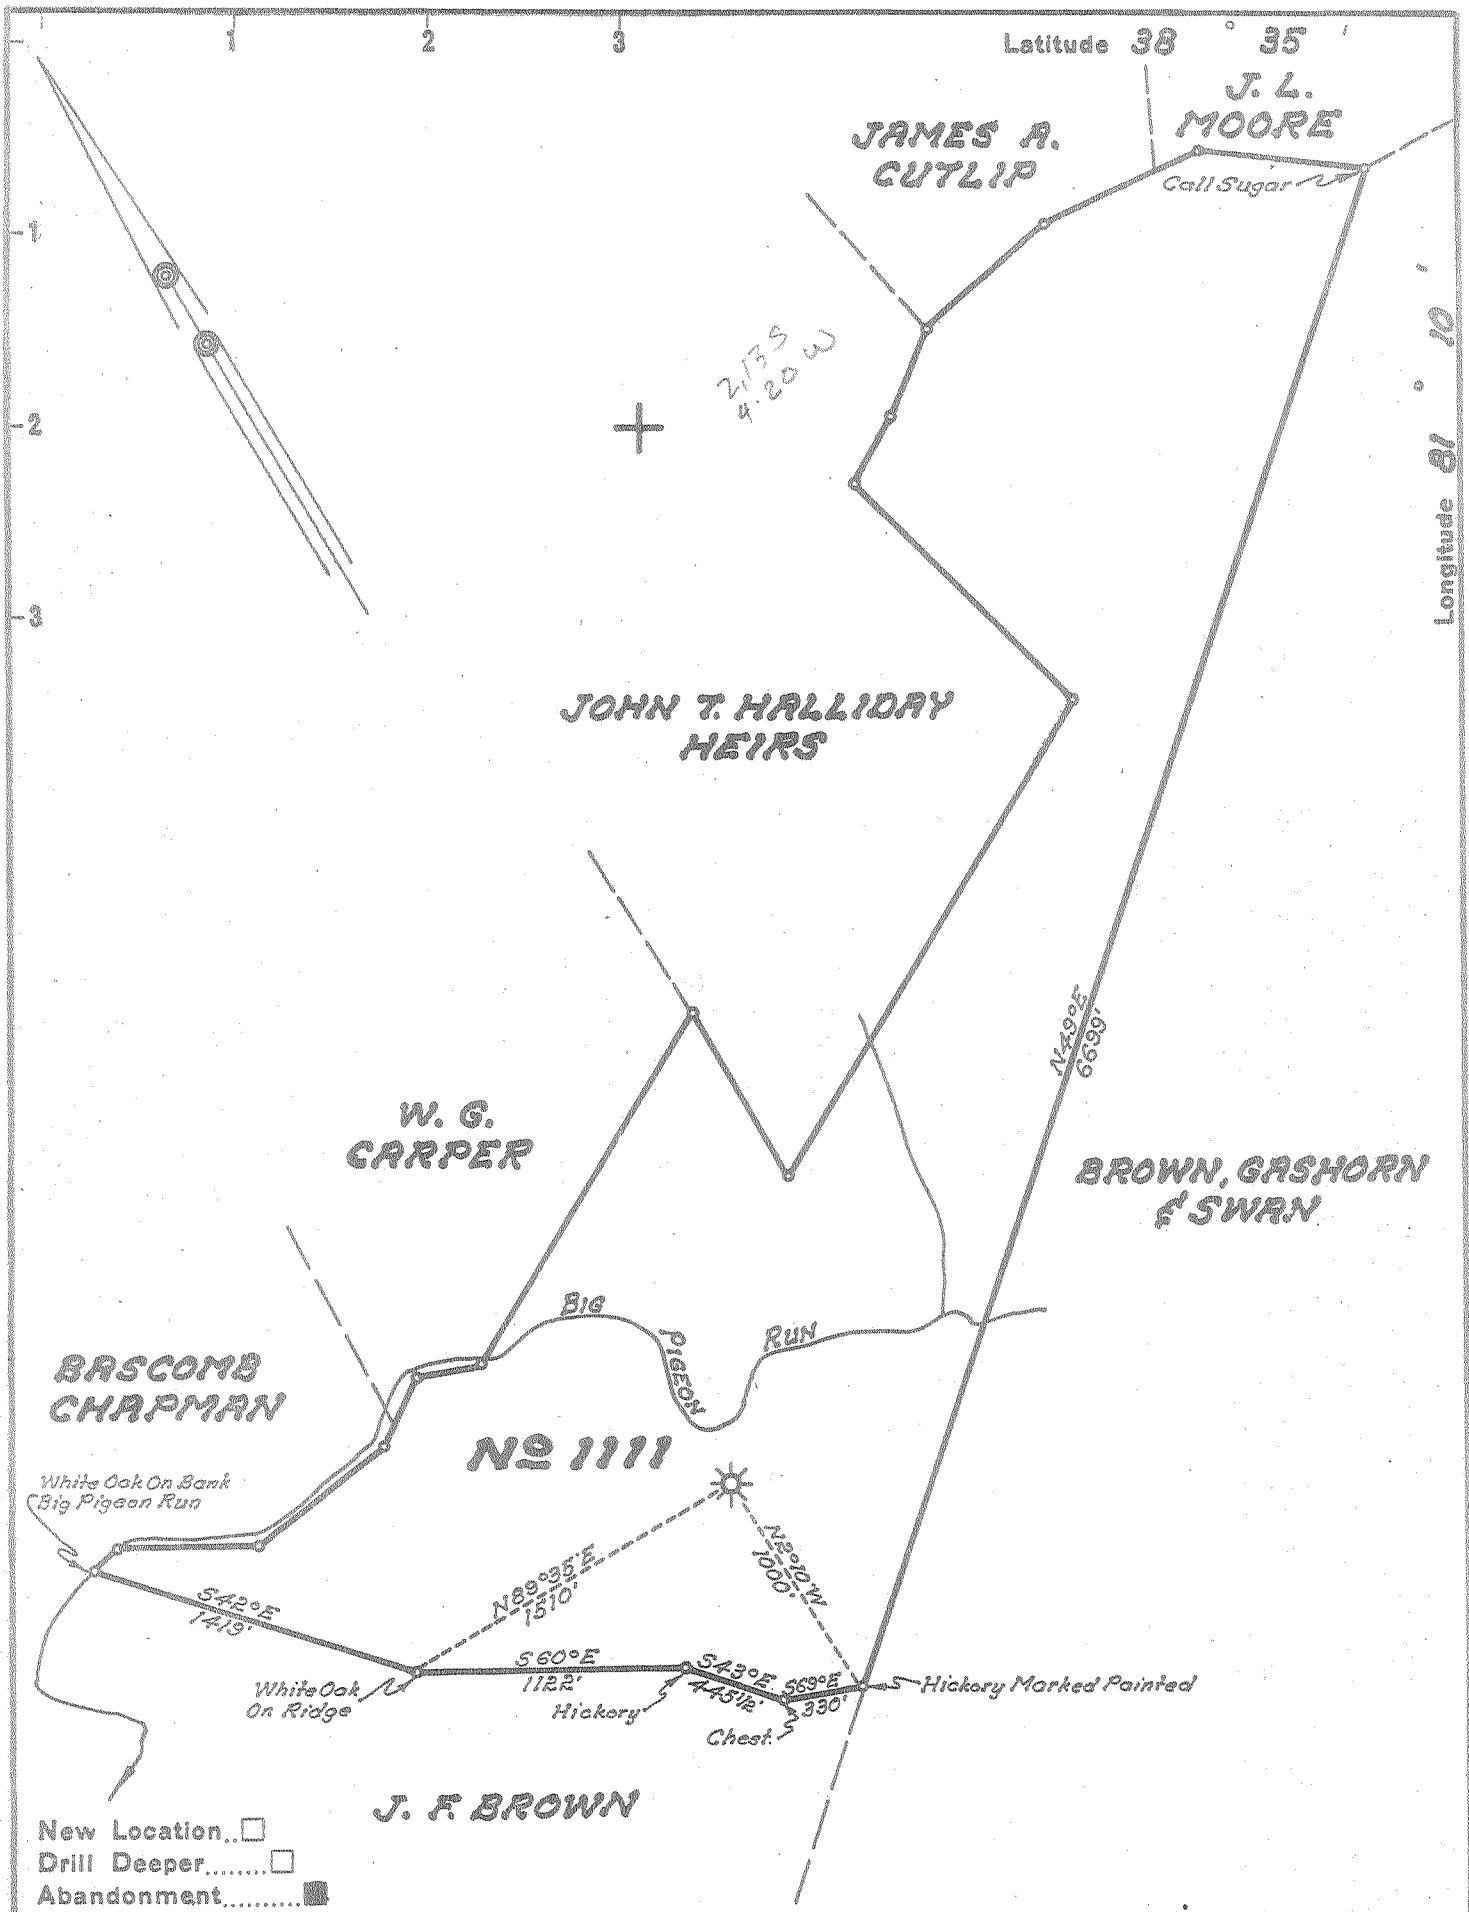 1 2 3
Latitude 38 ° 35 '
J. L.
MOORE
JAMES A.
CUTLIP
Call Sugar
1
2
3
2.13 S
4.20 W
Longitude 81 ° 10 '
JOHN T. HALLIDAY
HEIRS
N49°E
6699'
W. G.
CARPER
BROWN, GASHORN
& SWAN
BIG
PIGEON
RUN
BASCOMB
CHAPMAN
No 1111
White Oak On Bank
Big Pigeon Run
N89°35'E
1510'
N2°10'W
1000'
S42°E
1419'
S60°E
1122'
S43°E
445½'
S69°E
330'
White Oak
On Ridge
Hickory
Chest.
Hickory Marked Painted
J. F. BROWN
New Location..
Drill Deeper.......
Abandonment.........